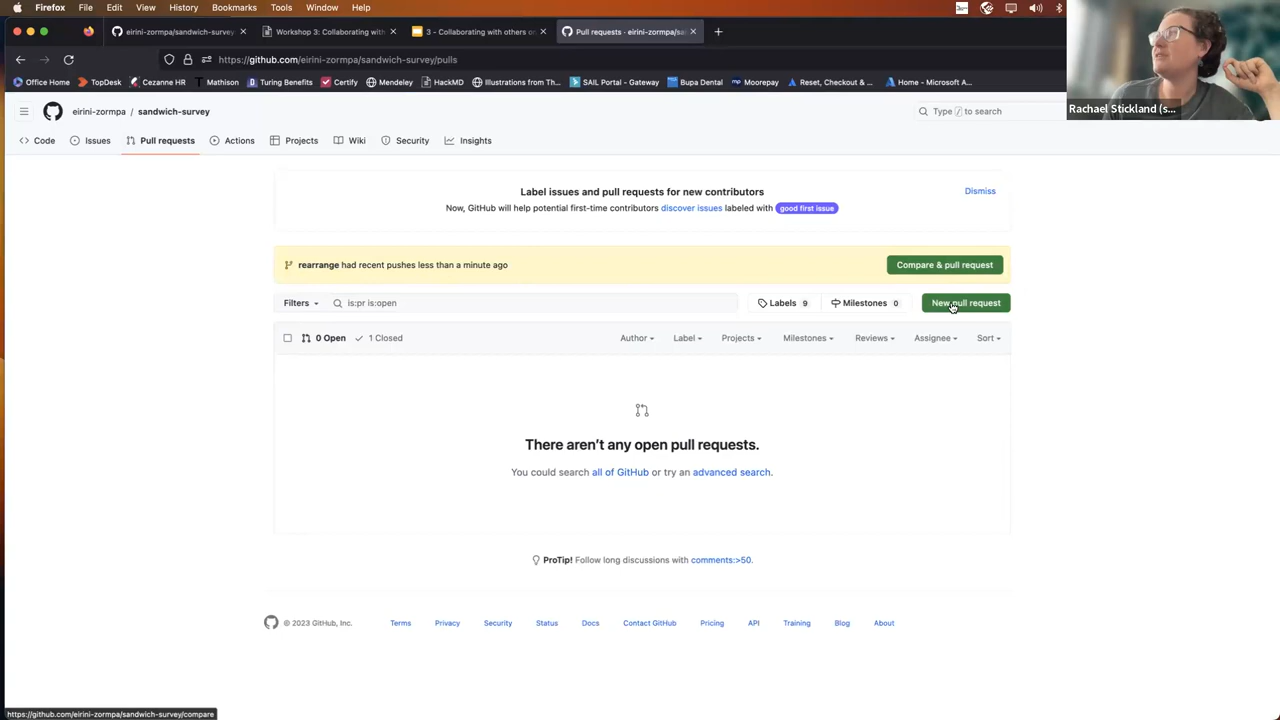 Firefox File Edit View History Bookmarks Tools Window Help
eirini-zormpa/sandwich-survey: Workshop 3: Collaborating with 3 - Collaborating with others on Pull requests · eirini-zormpa/sa
https://github.com/eirini-zormpa/sandwich-survey/pulls
Office Home TopDesk Cezanne HR Mathison Turing Benefits Certify Mendeley HackMD Illustrations from Th... SAIL Portal - Gateway Bupa Dental Moorepay Reset, Checkout & ... Home - Microsoft A...
Rachael Stickland (s...
eirini-zormpa / sandwich-survey
Type / to search
Code Issues Pull requests Actions Projects Wiki Security Insights
Label issues and pull requests for new contributors
Dismiss
Now, GitHub will help potential first-time contributors discover issues labeled with good first issue
rearrange had recent pushes less than a minute ago
Compare & pull request
Filters is:pr is:open Labels 9 Milestones 0 New pull request
0 Open 1 Closed Author Label Projects Milestones Reviews Assignee Sort
There aren't any open pull requests.
You could search all of GitHub or try an advanced search.
ProTip! Follow long discussions with comments:>50.
© 2023 GitHub, Inc. Terms Privacy Security Status Docs Contact GitHub Pricing API Training Blog About
https://github.com/eirini-zormpa/sandwich-survey/compare